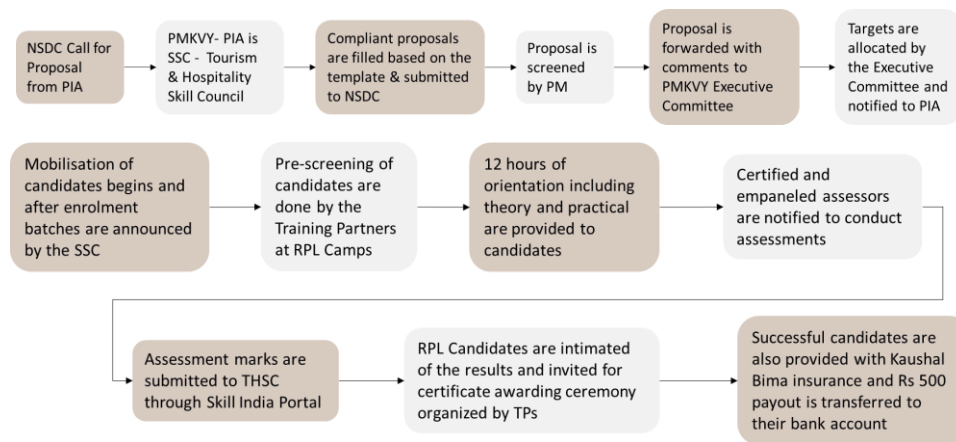 NSDC Call for
Proposal
from PIA
PMKVY- PIA is
SSC - Tourism
& Hospitality
Skill Council
Compliant proposals
are filled based on the
template & submitted
to NSDC
Proposal is
screened
by PM
Proposal is
forwarded with
comments to
PMKVY Executive
Committee
Targets are
allocated by
the Executive
Committee and
notified to PIA
Mobilisation of
candidates begins and
after enrolment
batches are announced
by the SSC
Pre-screening of
candidates are
done by the
Training Partners
at RPL Camps
12 hours of
orientation including
theory and practical
are provided to
candidates
Certified and
empaneled assessors
are notified to conduct
assessments
Assessment marks are
submitted to THSC
through Skill India Portal
RPL Candidates are intimated
of the results and invited for
certificate awarding ceremony
organized by TPs
Successful candidates are
also provided with Kaushal
Bima insurance and Rs 500
payout is transferred to
their bank account